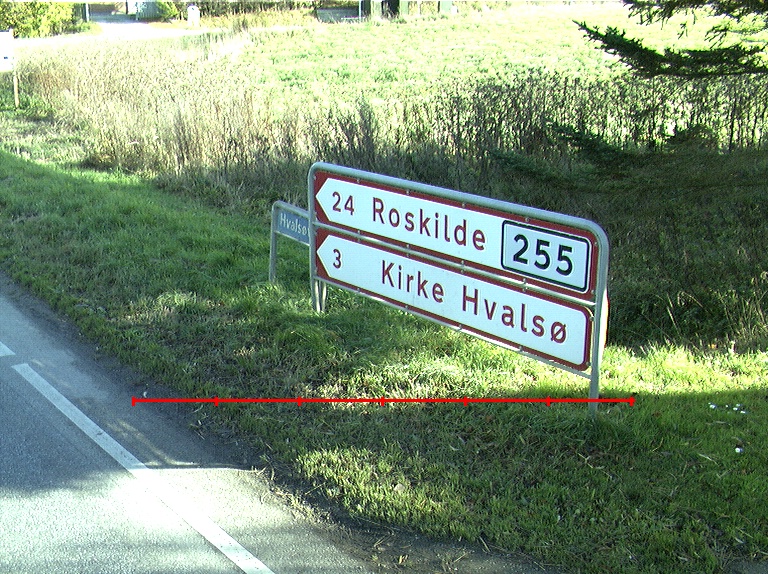 24 Roskilde 255
3 Kirke Hvalsø
Hvalsø